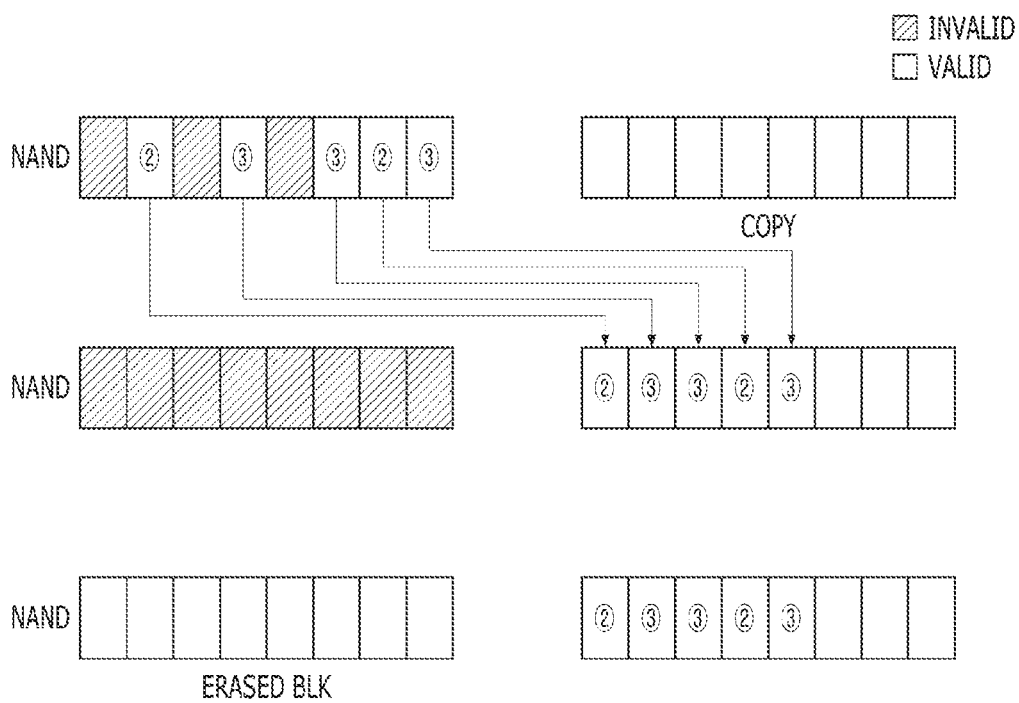 INVALID
VALID
NAND ② ③ ③ ② ③
COPY
NAND ② ③ ③ ② ③
NAND ② ③ ③ ② ③
ERASED BLK